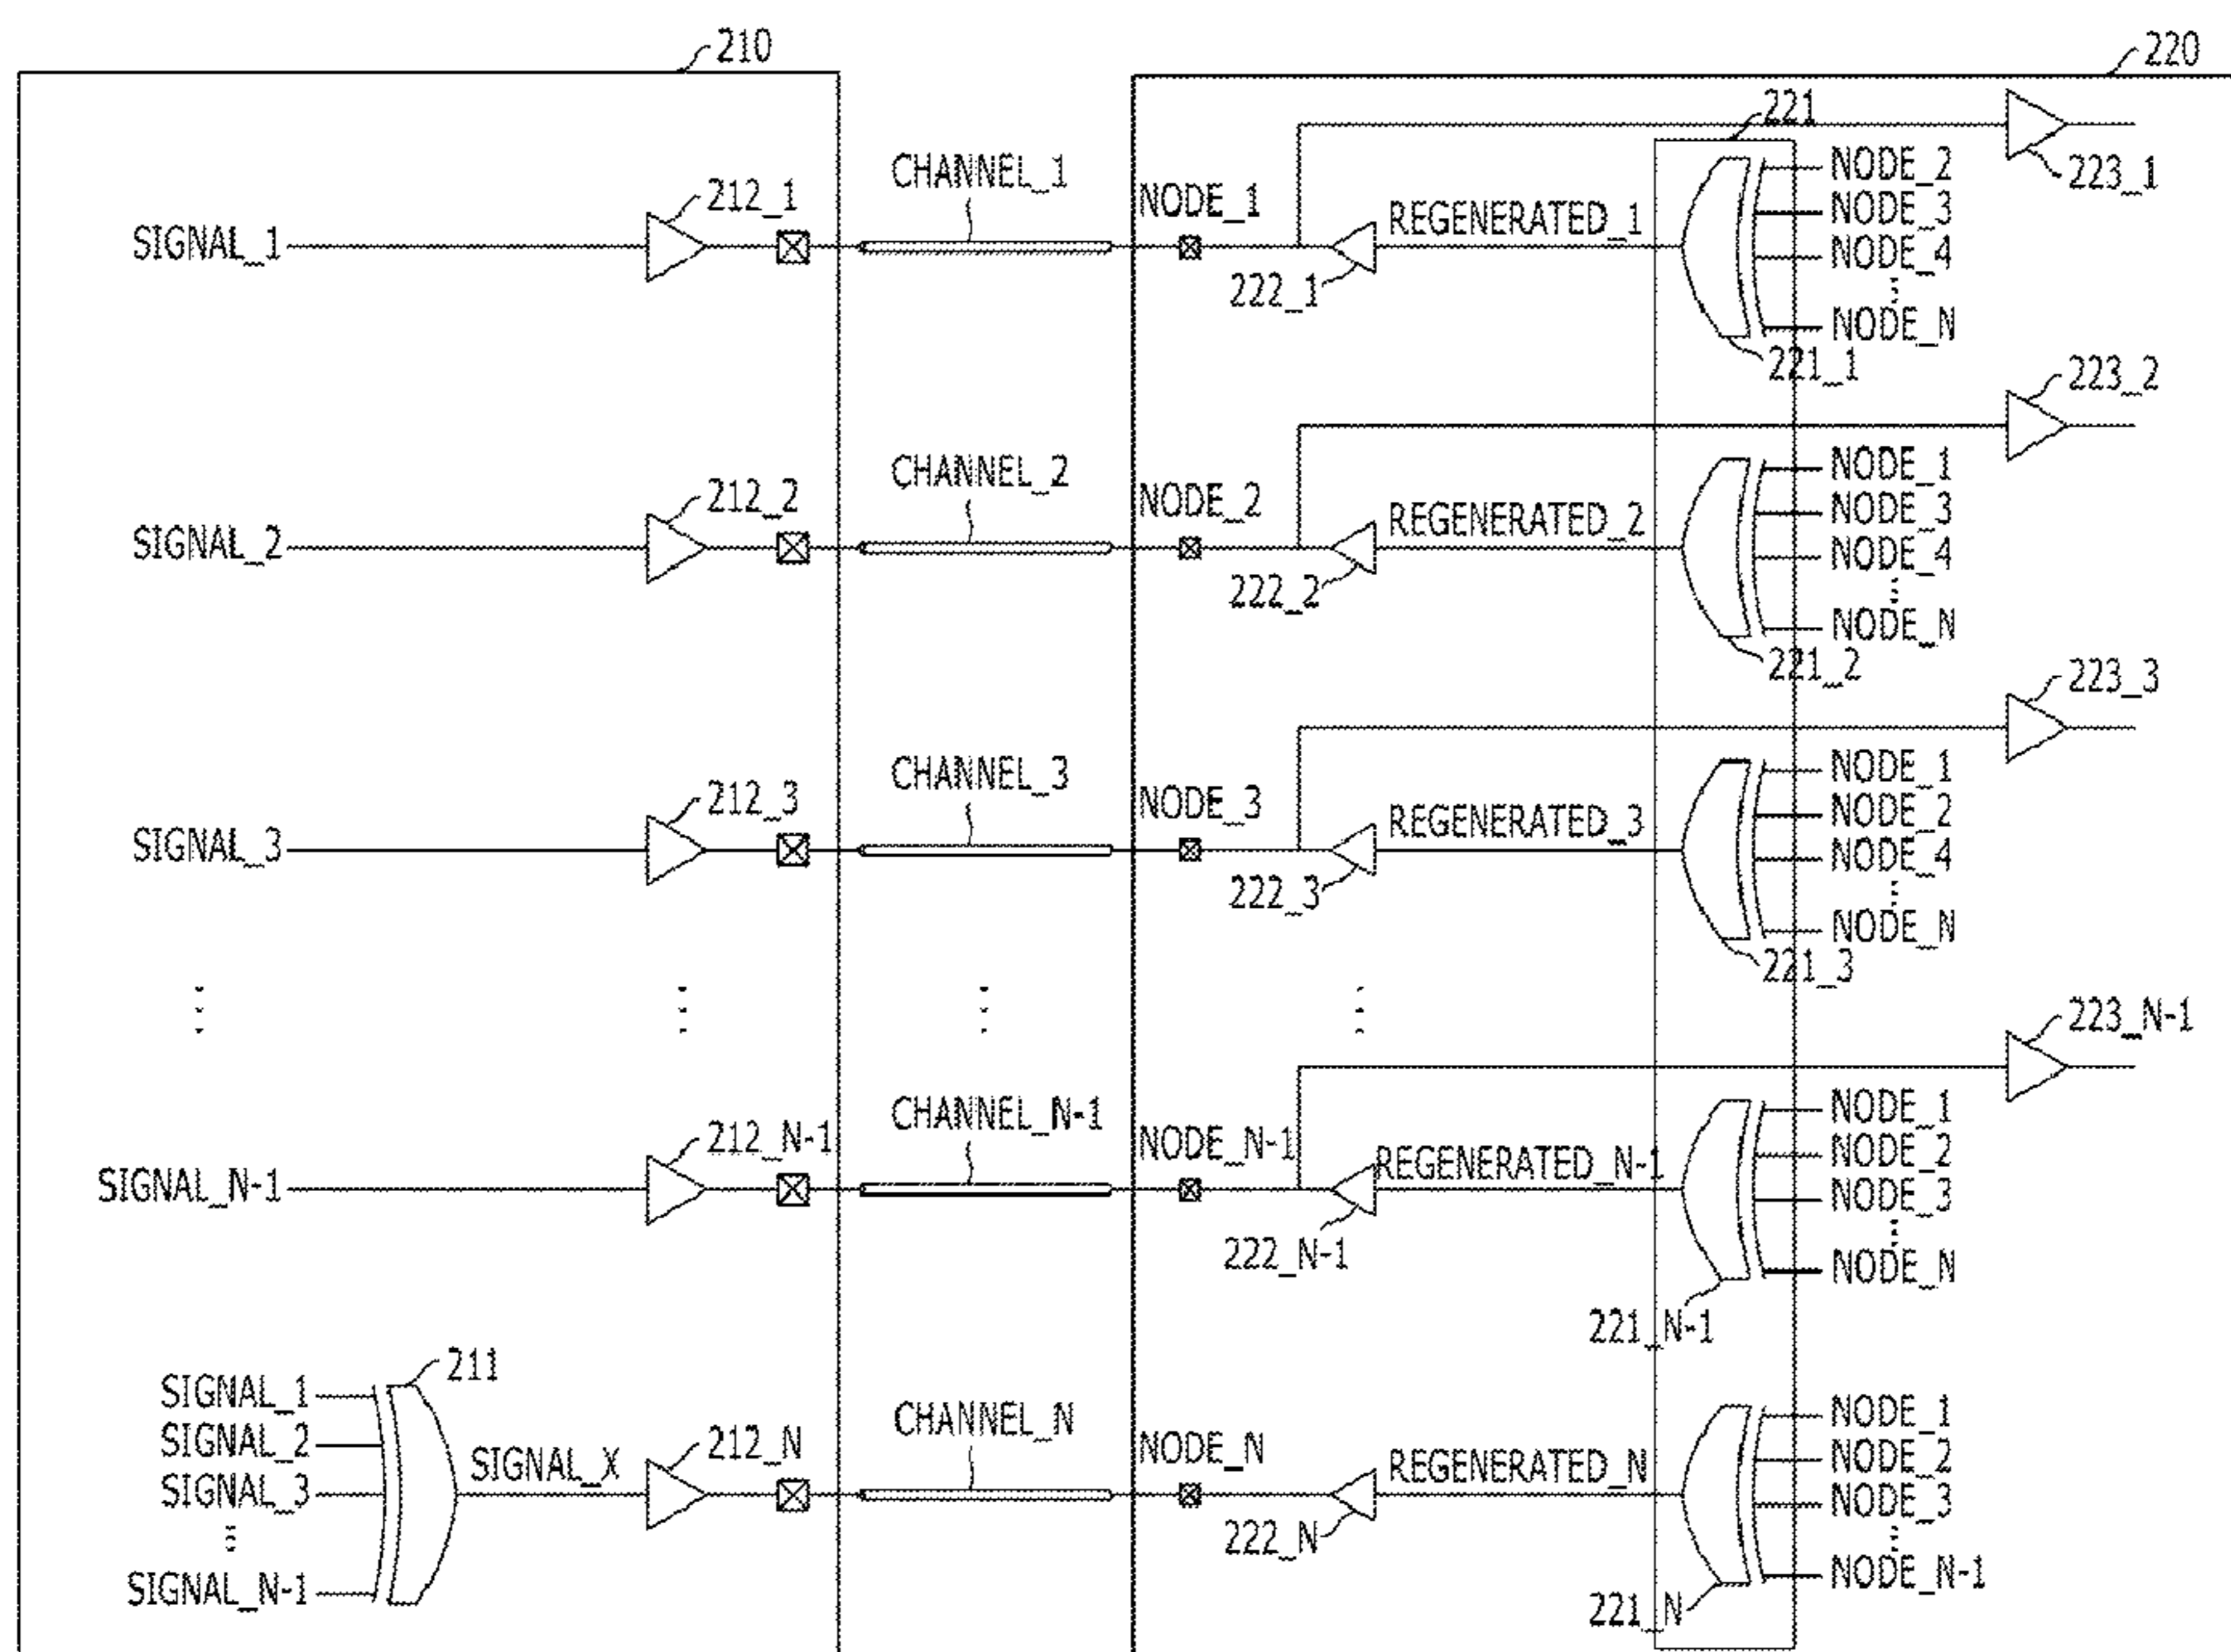 210
220
221
223_1
CHANNEL_1
212_1
NODE_1
REGENERATED_1
SIGNAL_1
222_1
NODE_2
NODE_3
NODE_4
NODE_N
221_1
223_2
CHANNEL_2
212_2
NODE_2
REGENERATED_2
SIGNAL_2
222_2
NODE_1
NODE_3
NODE_4
NODE_N
221_2
223_3
CHANNEL_3
212_3
NODE_3
REGENERATED_3
SIGNAL_3
222_3
NODE_1
NODE_2
NODE_4
NODE_N
221_3
223_N-1
CHANNEL_N-1
212_N-1
NODE_N-1
REGENERATED_N-1
SIGNAL_N-1
222_N-1
NODE_1
NODE_2
NODE_3
NODE_N
221_N-1
211
SIGNAL_1
SIGNAL_2
SIGNAL_3
SIGNAL_N-1
SIGNAL_X
212_N
CHANNEL_N
NODE_N
REGENERATED_N
222_N
NODE_1
NODE_2
NODE_3
NODE_N-1
221_N